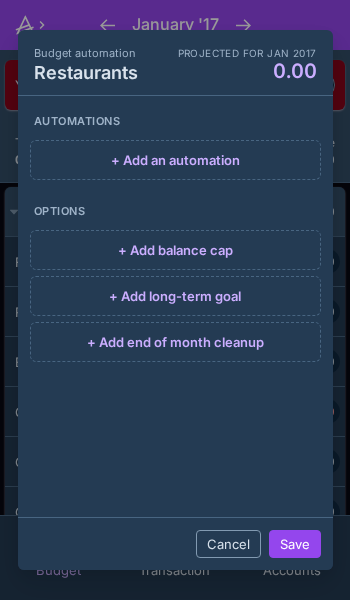 January '17
Budget automation
PROJECTED FOR JAN 2017
Restaurants
0.00
AUTOMATIONS
+ Add an automation
OPTIONS
+ Add balance cap
+ Add long-term goal
+ Add end of month cleanup
Cancel
Save
Budget
Transaction
Accounts